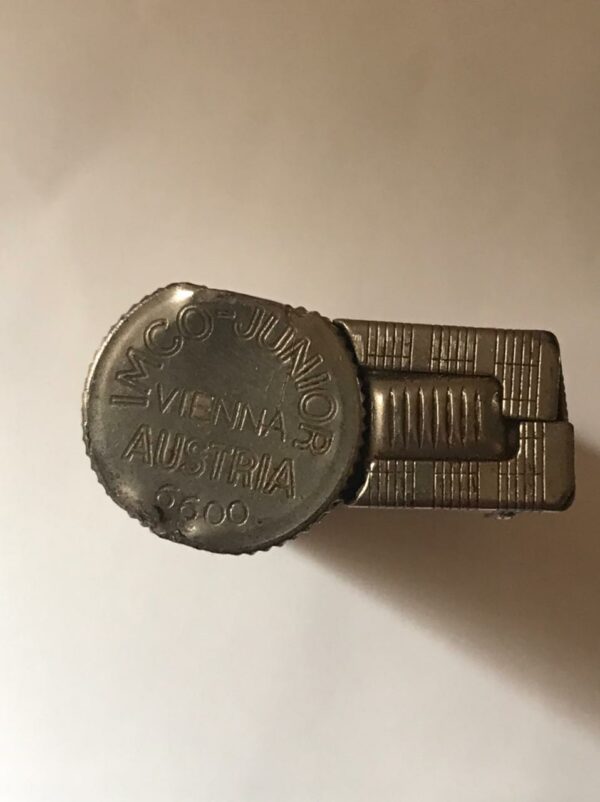 IMCO-JUNIOR
VIENNA
AUSTRIA
6600